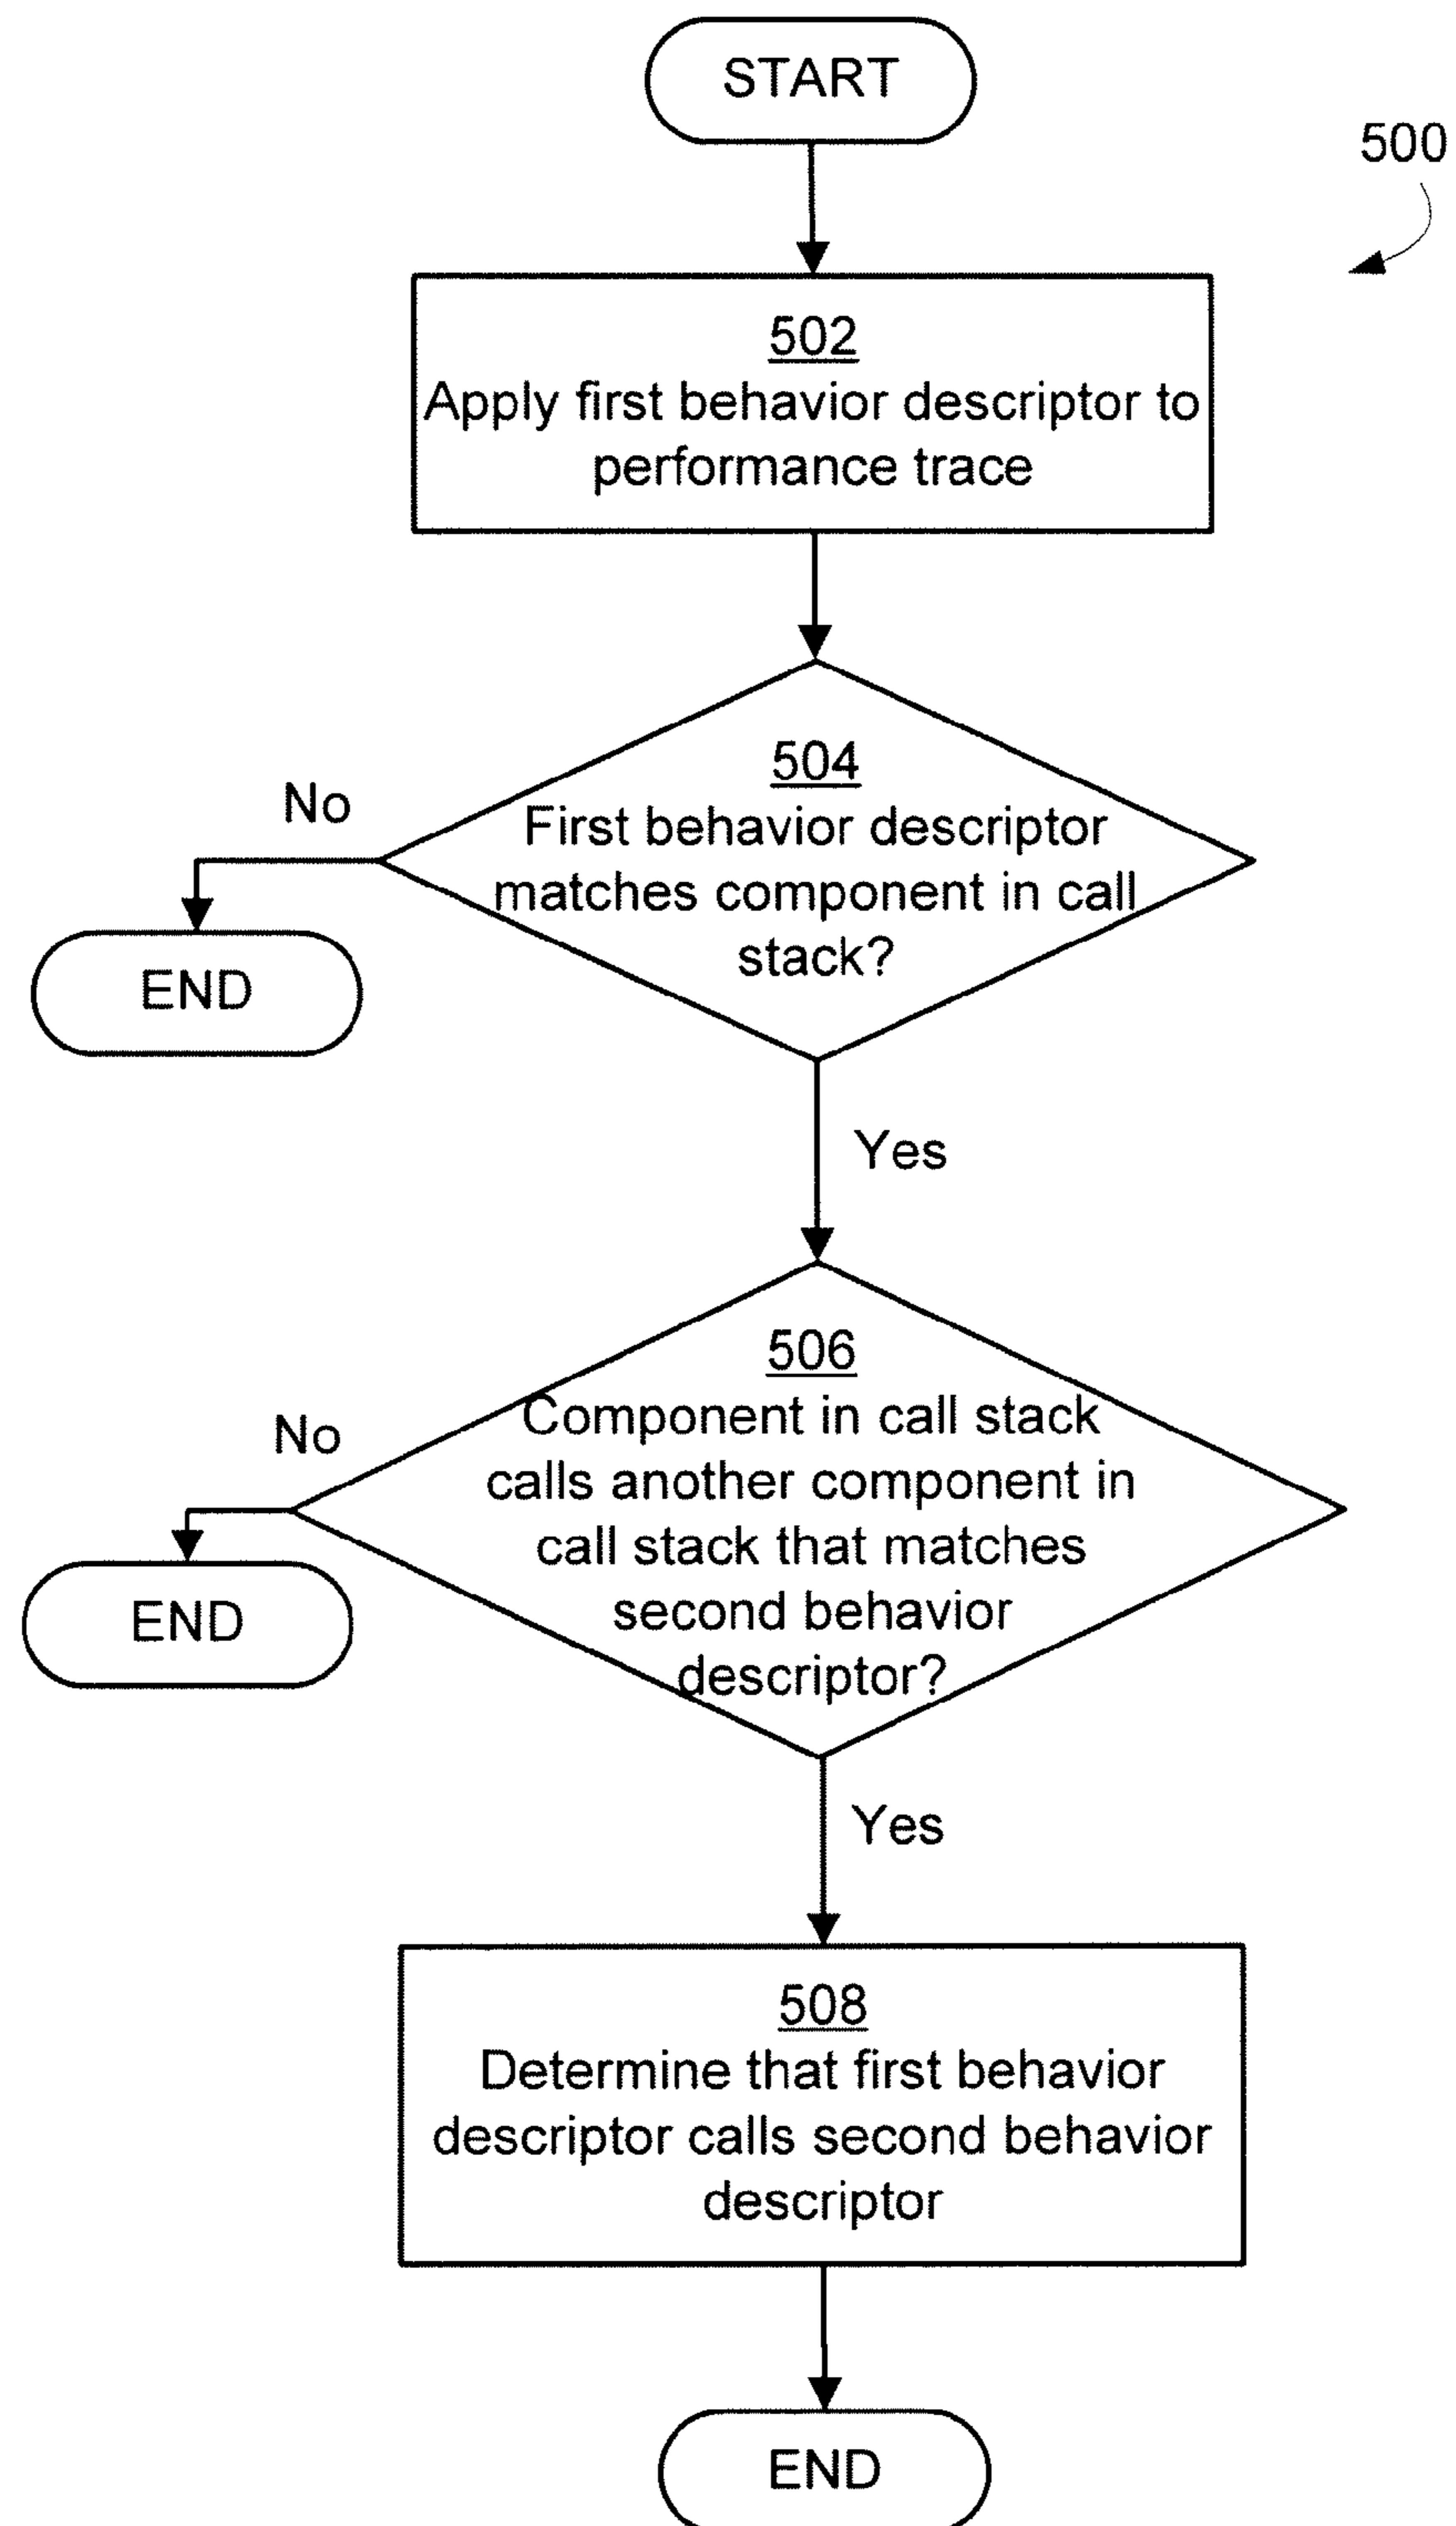 START
500
502
Apply first behavior descriptor to
performance trace
504
First behavior descriptor
matches component in call
stack?
No
END
Yes
506
Component in call stack
calls another component in
call stack that matches
second behavior
descriptor?
No
END
Yes
508
Determine that first behavior
descriptor calls second behavior
descriptor
END